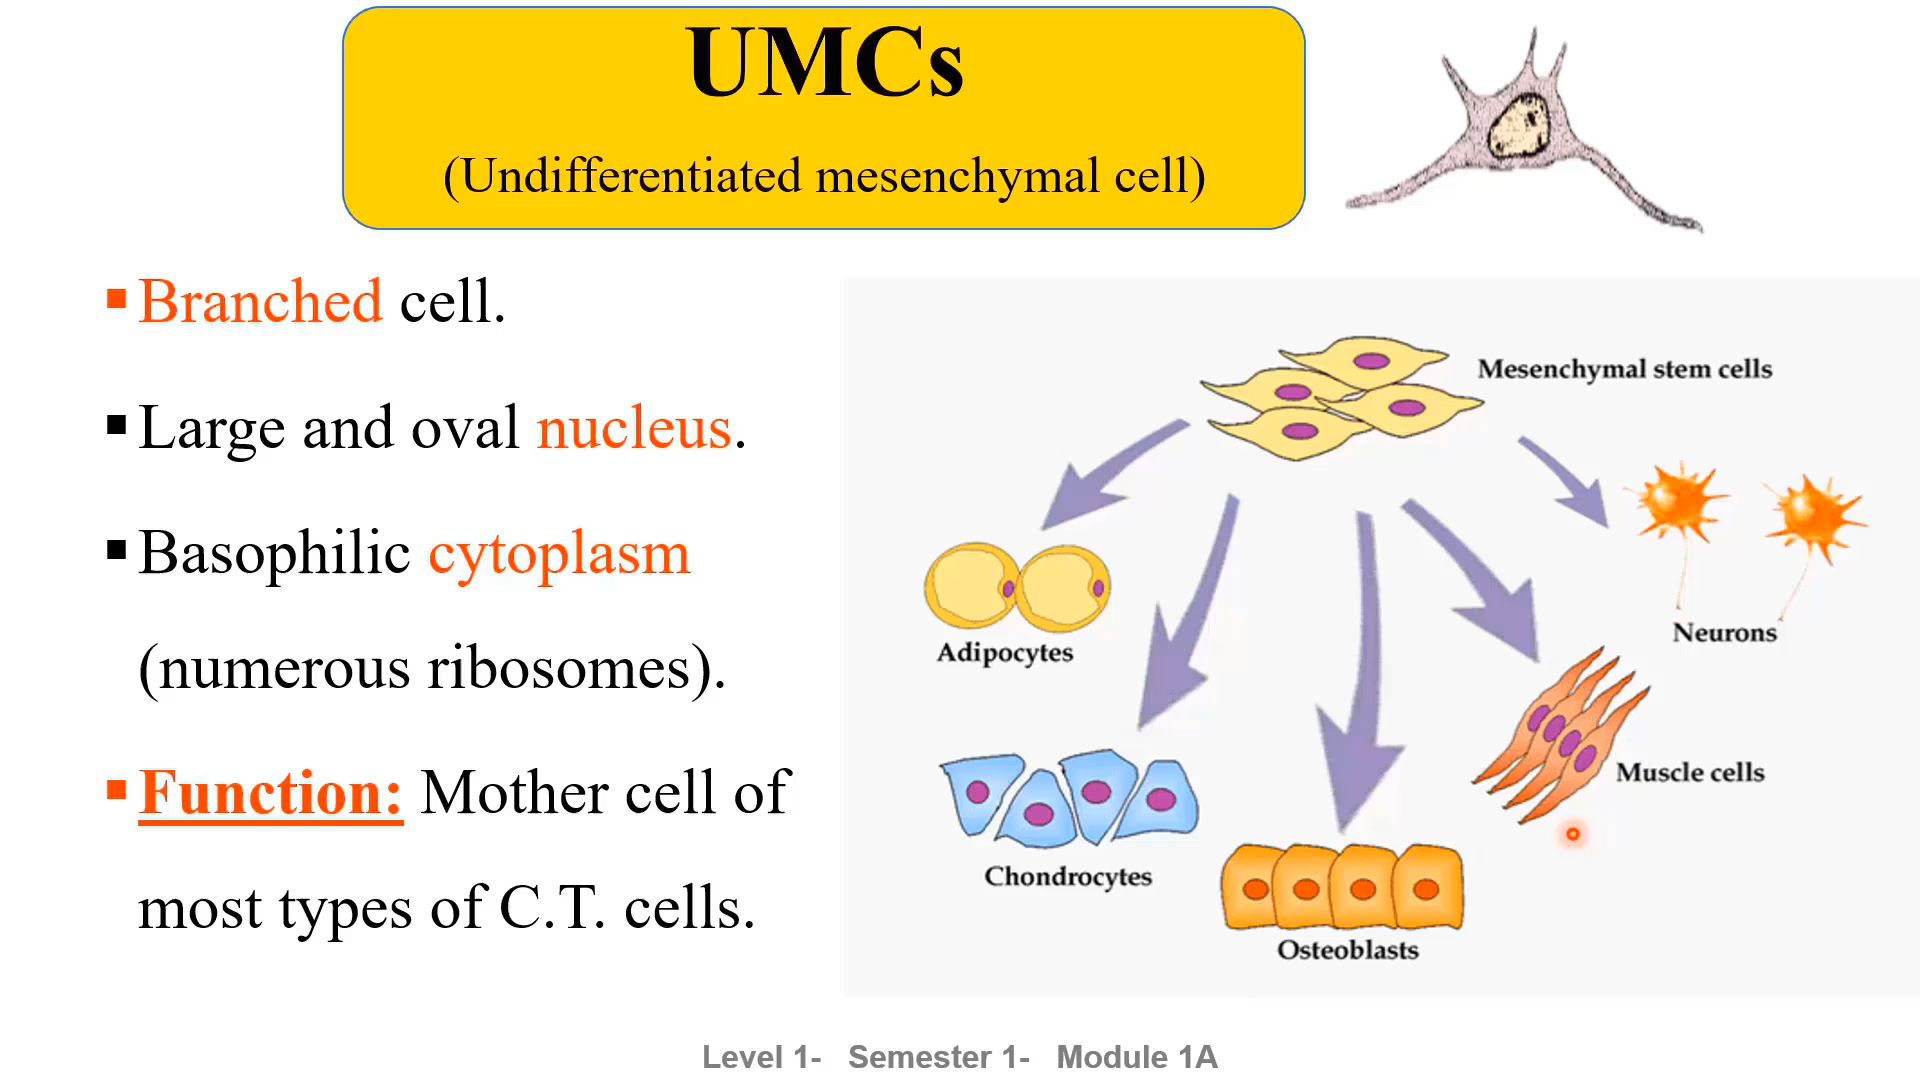 UMCs
(Undifferentiated mesenchymal cell)
▪Branched cell.
▪Large and oval nucleus.
▪Basophilic cytoplasm
(numerous ribosomes).
▪Function: Mother cell of
most types of C.T. cells.
Mesenchymal stem cells
Neurons
Adipocytes
Muscle cells
Chondrocytes
Osteoblasts
Level 1- Semester 1- Module 1A